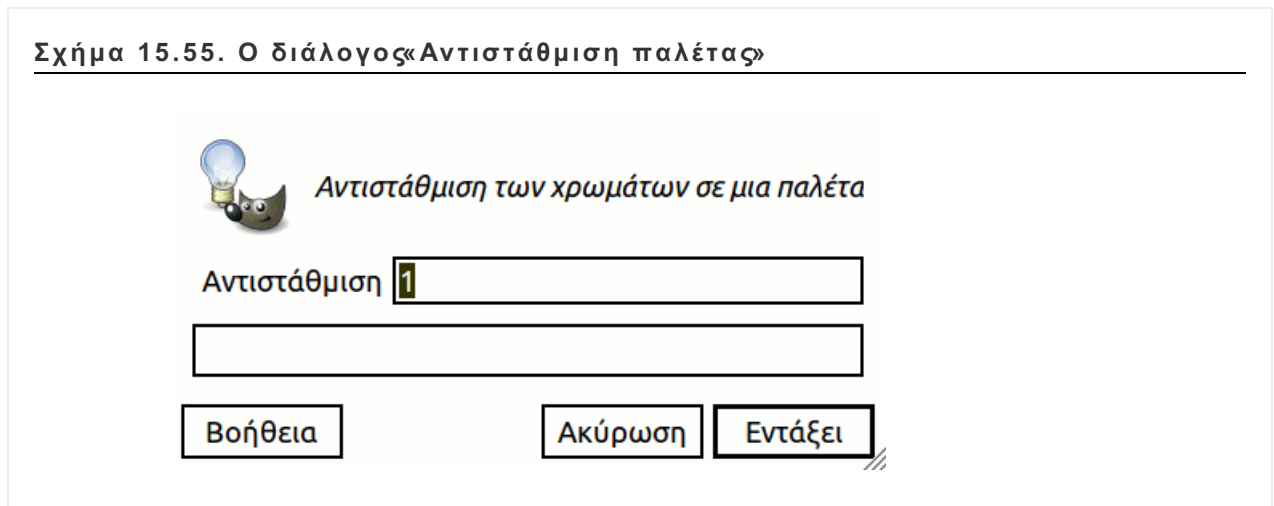 Σχήμα 15.55. Ο διάλογος«Αντιστάθμιση παλέτας»
Αντιστάθμιση των χρωμάτων σε μια παλέτα
Αντιστάθμιση 1
Βοήθεια Ακύρωση Εντάξει